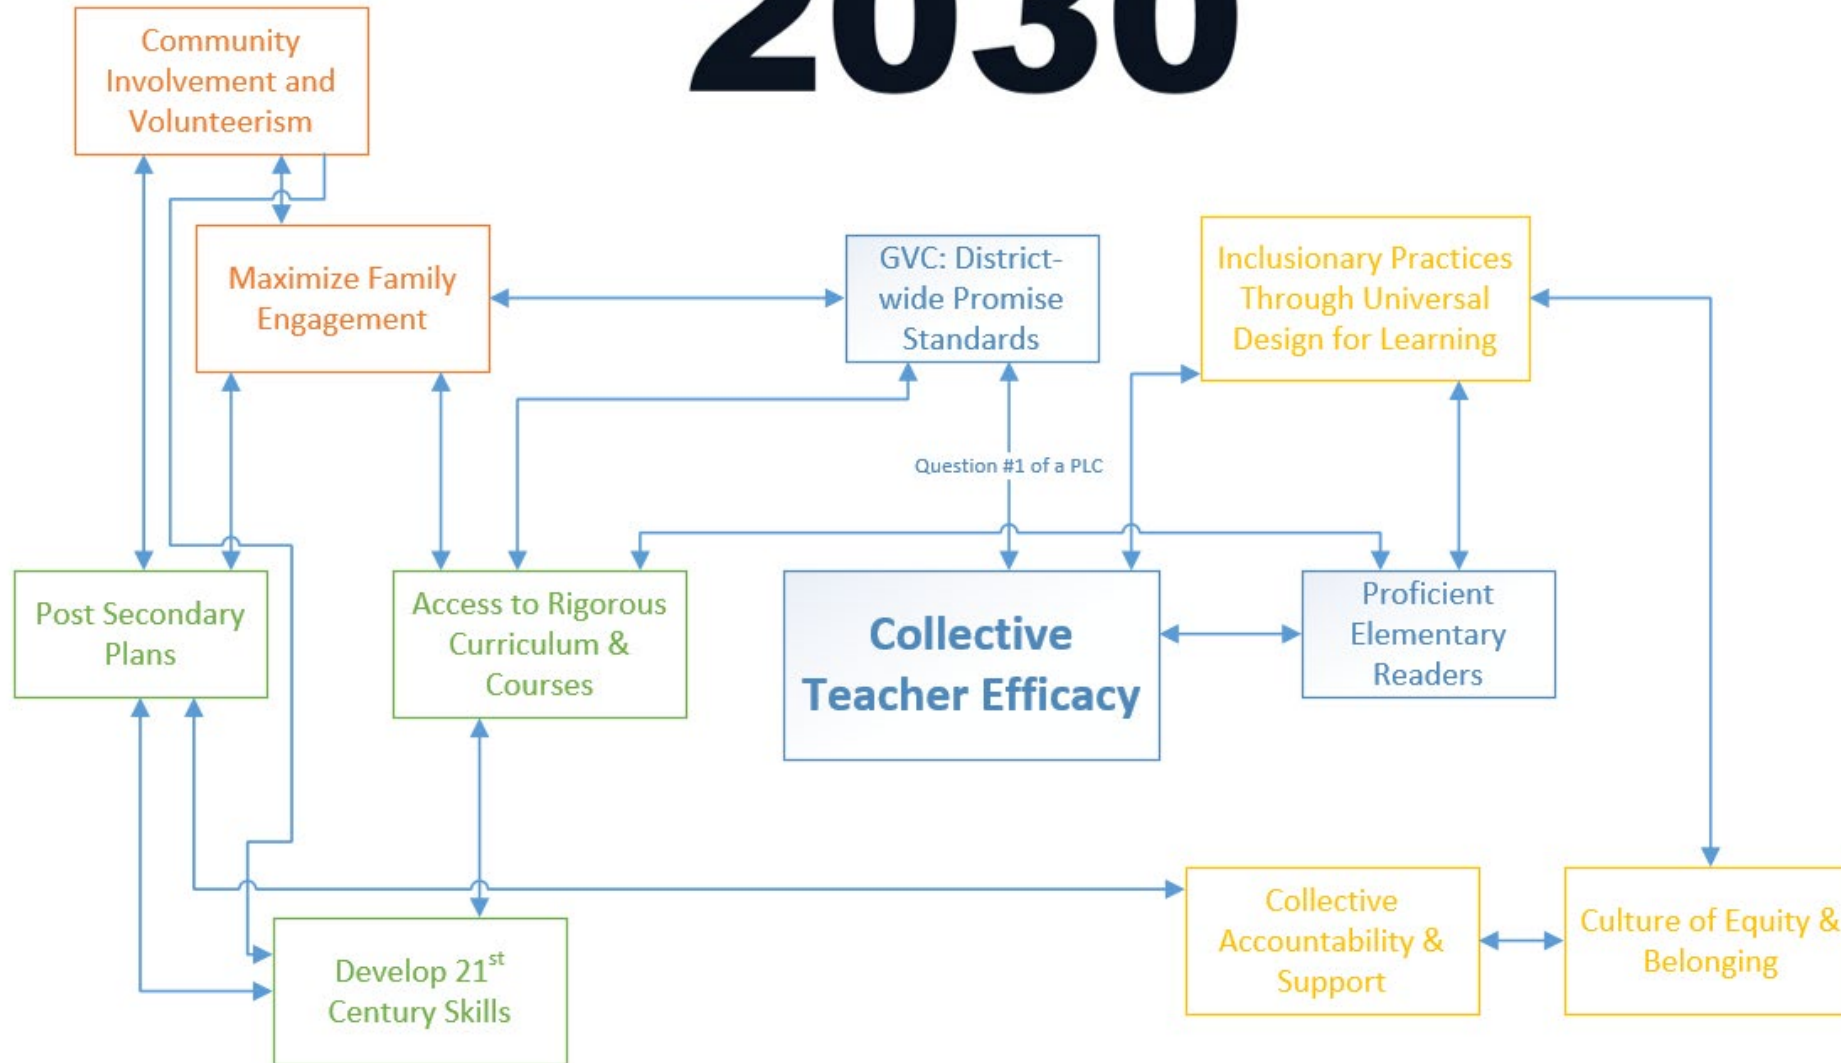 2030
Community
Involvement and
Volunteerism
Maximize Family
Engagement
GVC: District-
wide Promise
Standards
Inclusionary Practices
Through Universal
Design for Learning
Question #1 of a PLC
Post Secondary
Plans
Access to Rigorous
Curriculum &
Courses
Collective
Teacher Efficacy
Proficient
Elementary
Readers
Develop 21st
Century Skills
Collective
Accountability &
Support
Culture of Equity &
Belonging